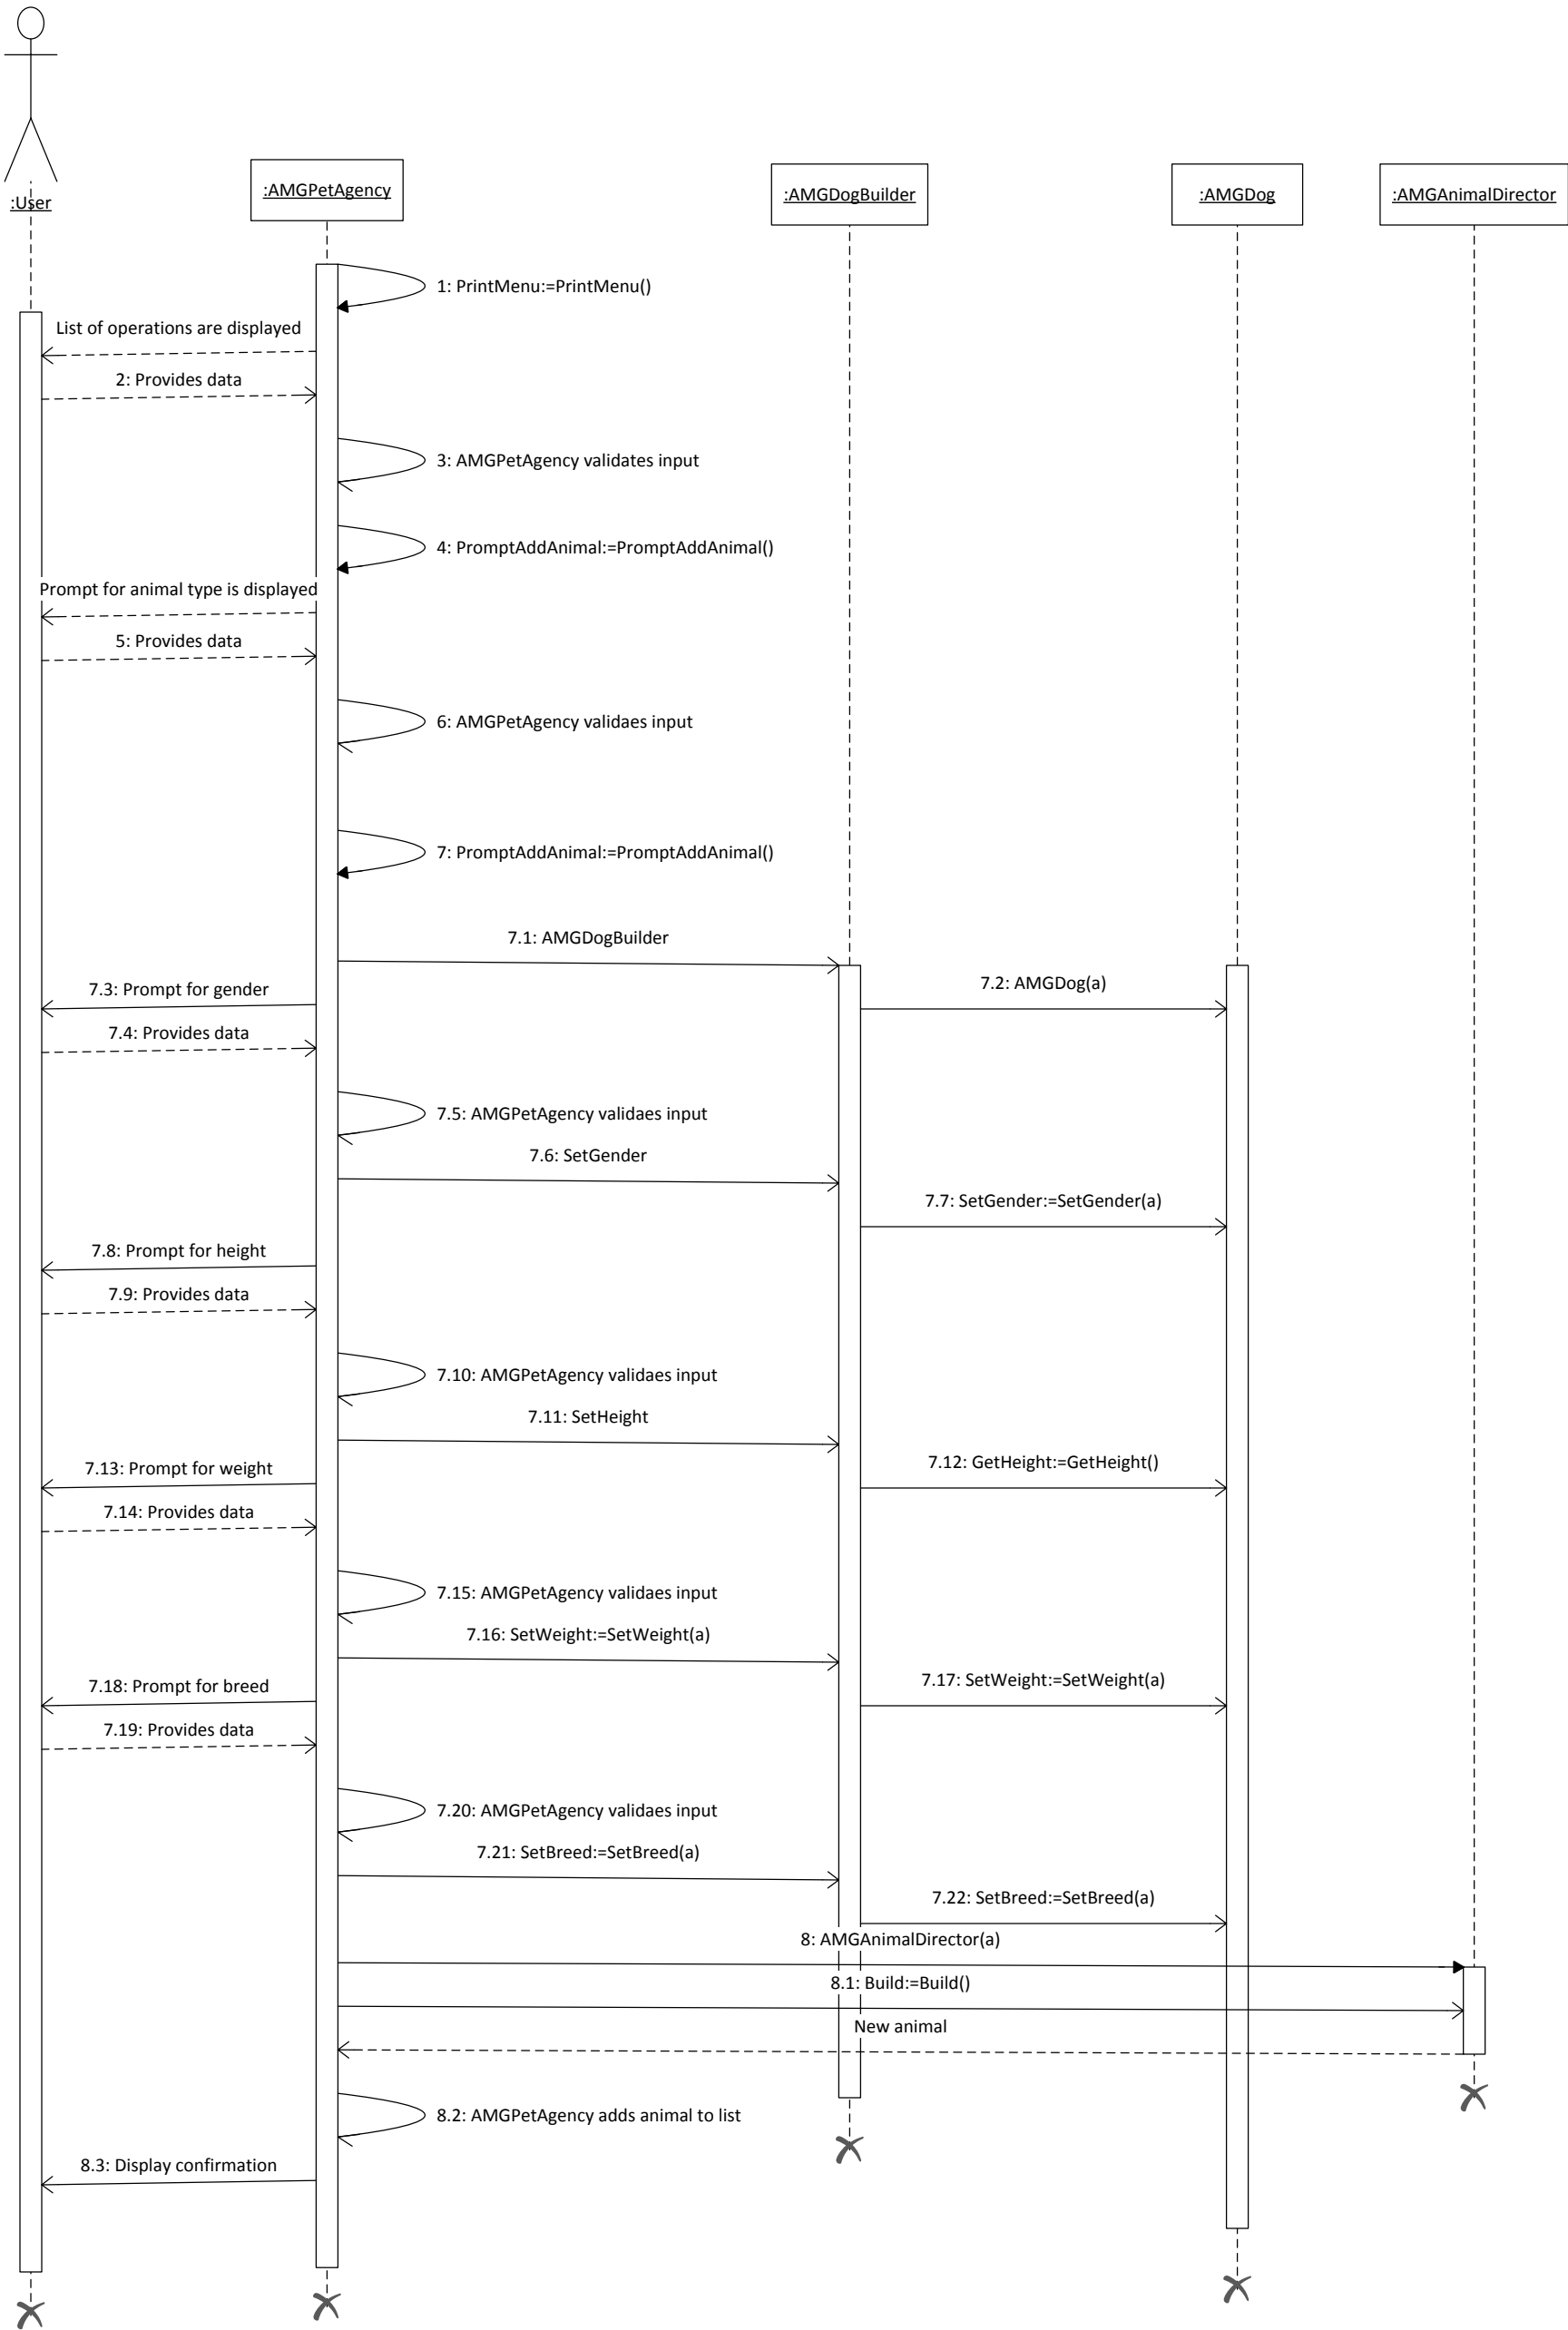 :User
:AMGPetAgency
:AMGDogBuilder
:AMGDog
:AMGAnimalDirector
1: PrintMenu:=PrintMenu()
List of operations are displayed
2: Provides data
3: AMGPetAgency validates input
4: PromptAddAnimal:=PromptAddAnimal()
Prompt for animal type is displayed
5: Provides data
6: AMGPetAgency validaes input
7: PromptAddAnimal:=PromptAddAnimal()
7.1: AMGDogBuilder
7.2: AMGDog(a)
7.3: Prompt for gender
7.4: Provides data
7.5: AMGPetAgency validaes input
7.6: SetGender
7.7: SetGender:=SetGender(a)
7.8: Prompt for height
7.9: Provides data
7.10: AMGPetAgency validaes input
7.11: SetHeight
7.12: GetHeight:=GetHeight()
7.13: Prompt for weight
7.14: Provides data
7.15: AMGPetAgency validaes input
7.16: SetWeight:=SetWeight(a)
7.17: SetWeight:=SetWeight(a)
7.18: Prompt for breed
7.19: Provides data
7.20: AMGPetAgency validaes input
7.21: SetBreed:=SetBreed(a)
7.22: SetBreed:=SetBreed(a)
8: AMGAnimalDirector(a)
8.1: Build:=Build()
New animal
8.2: AMGPetAgency adds animal to list
8.3: Display confirmation